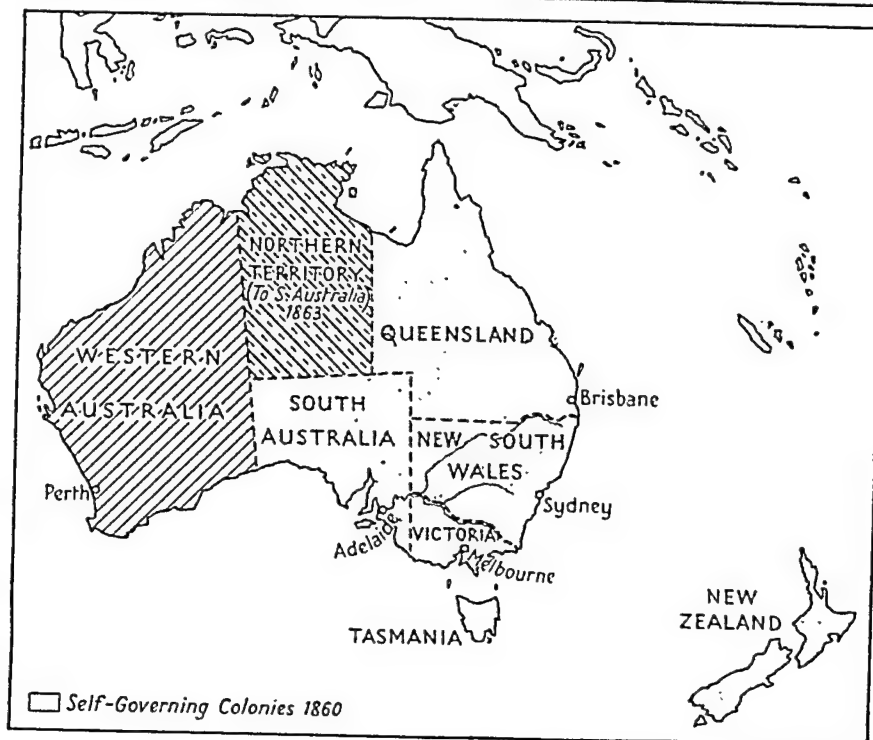 NORTHERN
TERRITORY
(To S. Australia)
1863
QUEENSLAND
WESTERN
AUSTRALIA
SOUTH
AUSTRALIA
Brisbane
NEW SOUTH
WALES
Perth
Sydney
Adelaide
VICTORIA
Melbourne
TASMANIA
NEW
ZEALAND
Self-Governing Colonies 1860